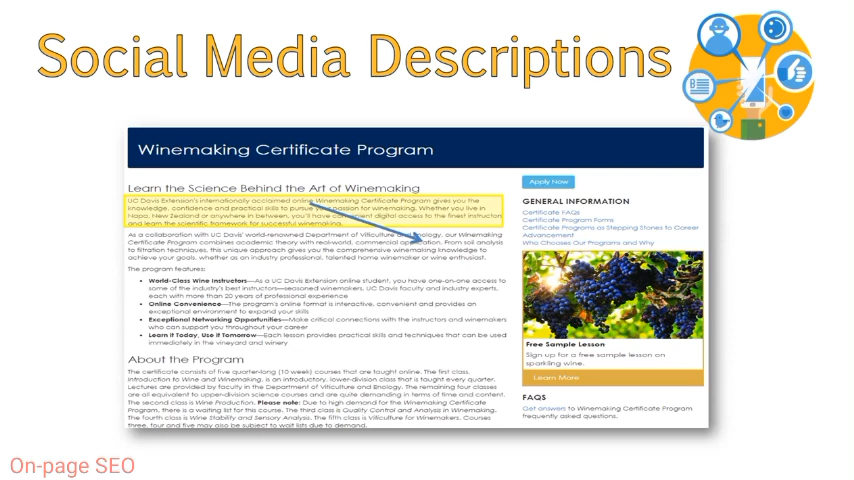 Social Media Descriptions
Winemaking Certificate Program
Learn the Science Behind the Art of Winemaking
UC Davis Extension's internationally acclaimed online Winemaking Certificate Program gives you the
knowledge, confidence and practical skills to pursue your passion for winemaking. Whether you live in
Napa, New Zealand or anywhere in between, you'll have convenient digital access to the finest instructors
and learn the scientific framework for successful winemaking.
As a collaboration with UC Davis' world-renowned Department of Viticulture and Enology, our Winemaking
Certificate Program combines academic theory with real-world, commercial application. From soil analysis
to filtration techniques, this unique approach gives you the comprehensive winemaking knowledge to
achieve your goals, whether as an industry professional, talented home winemaker or wine enthusiast.
The program features:
• World-Class Wine Instructors—As a UC Davis Extension online student, you have one-on-one access to
some of the industry's best instructors—seasoned winemakers, UC Davis faculty and industry experts,
each with more than 20 years of professional experience
• Online Convenience—The program's online format is interactive, convenient and provides an
exceptional environment to expand your skills
• Exceptional Networking Opportunities—Make critical connections with the instructors and winemakers
who can support you throughout your career
• Learn it Today, Use it Tomorrow—Each lesson provides practical skills and techniques that can be used
immediately in the vineyard and winery
About the Program
The certificate consists of five quarter-long (10 week) courses that are taught online. The first class,
Introduction to Wine and Winemaking, is an introductory, lower-division class that is taught every quarter.
Lectures are provided by faculty in the Department of Viticulture and Enology. The remaining four classes
are all equivalent to upper-division science courses and are quite demanding in terms of time and content.
The second class is Wine Production. Please note: Due to high demand for the Winemaking Certificate
Program, there is a waiting list for this course. The third class is Quality Control and Analysis in Winemaking.
The fourth class is Wine Stability and Sensory Analysis. The fifth class is Viticulture for Winemakers. Courses
three, four and five may also be subject to wait lists due to demand.
Apply Now
GENERAL INFORMATION
Certificate FAQs
Certificate Program Forms
Certificate Programs as Stepping Stones to Career
Advancement
Who Chooses Our Programs and Why
Free Sample Lesson
Sign up for a free sample lesson on
sparkling wine.
Learn More
FAQS
Get answers to Winemaking Certificate Program
frequently asked questions.
On-page SEO